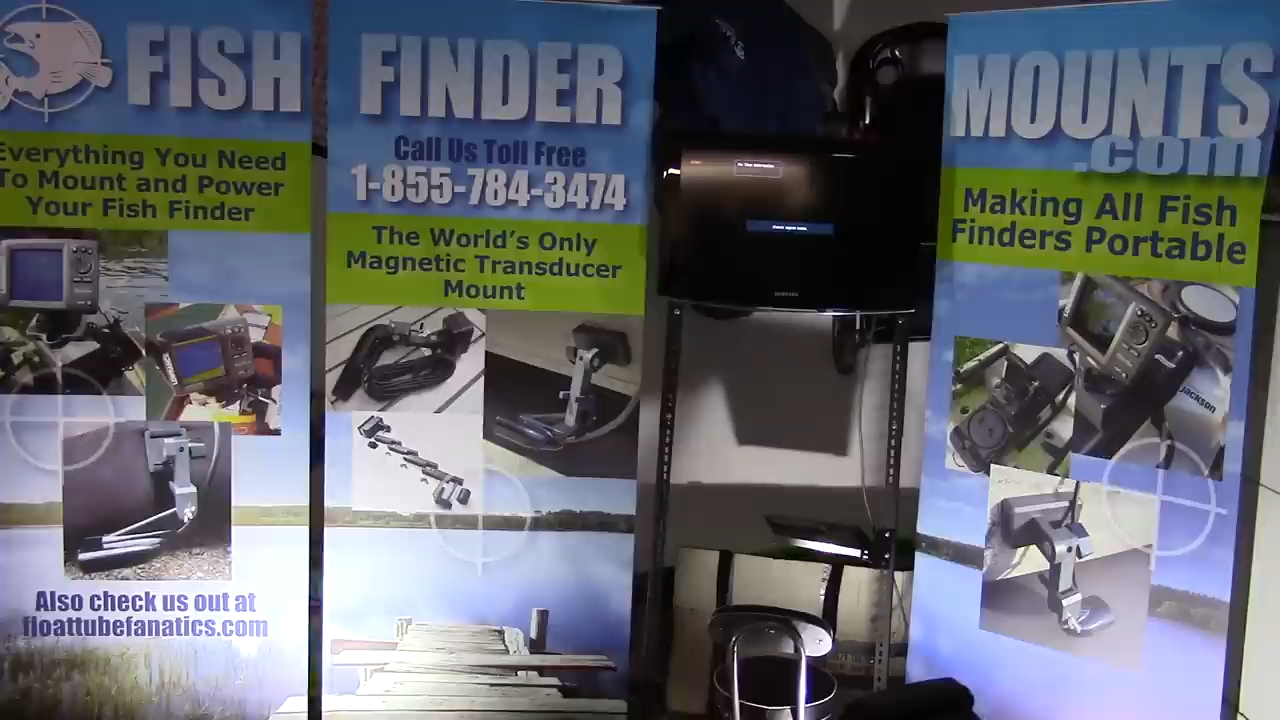 FISH
Everything You Need
To Mount and Power
Your Fish Finder
Also check us out at
floattubefanatics.com
FINDER
Call Us Toll Free
1-855-784-3474
The World's Only
Magnetic Transducer
Mount
SAMSUNG
MOUNTS
.com
Making All Fish
Finders Portable
Jackson